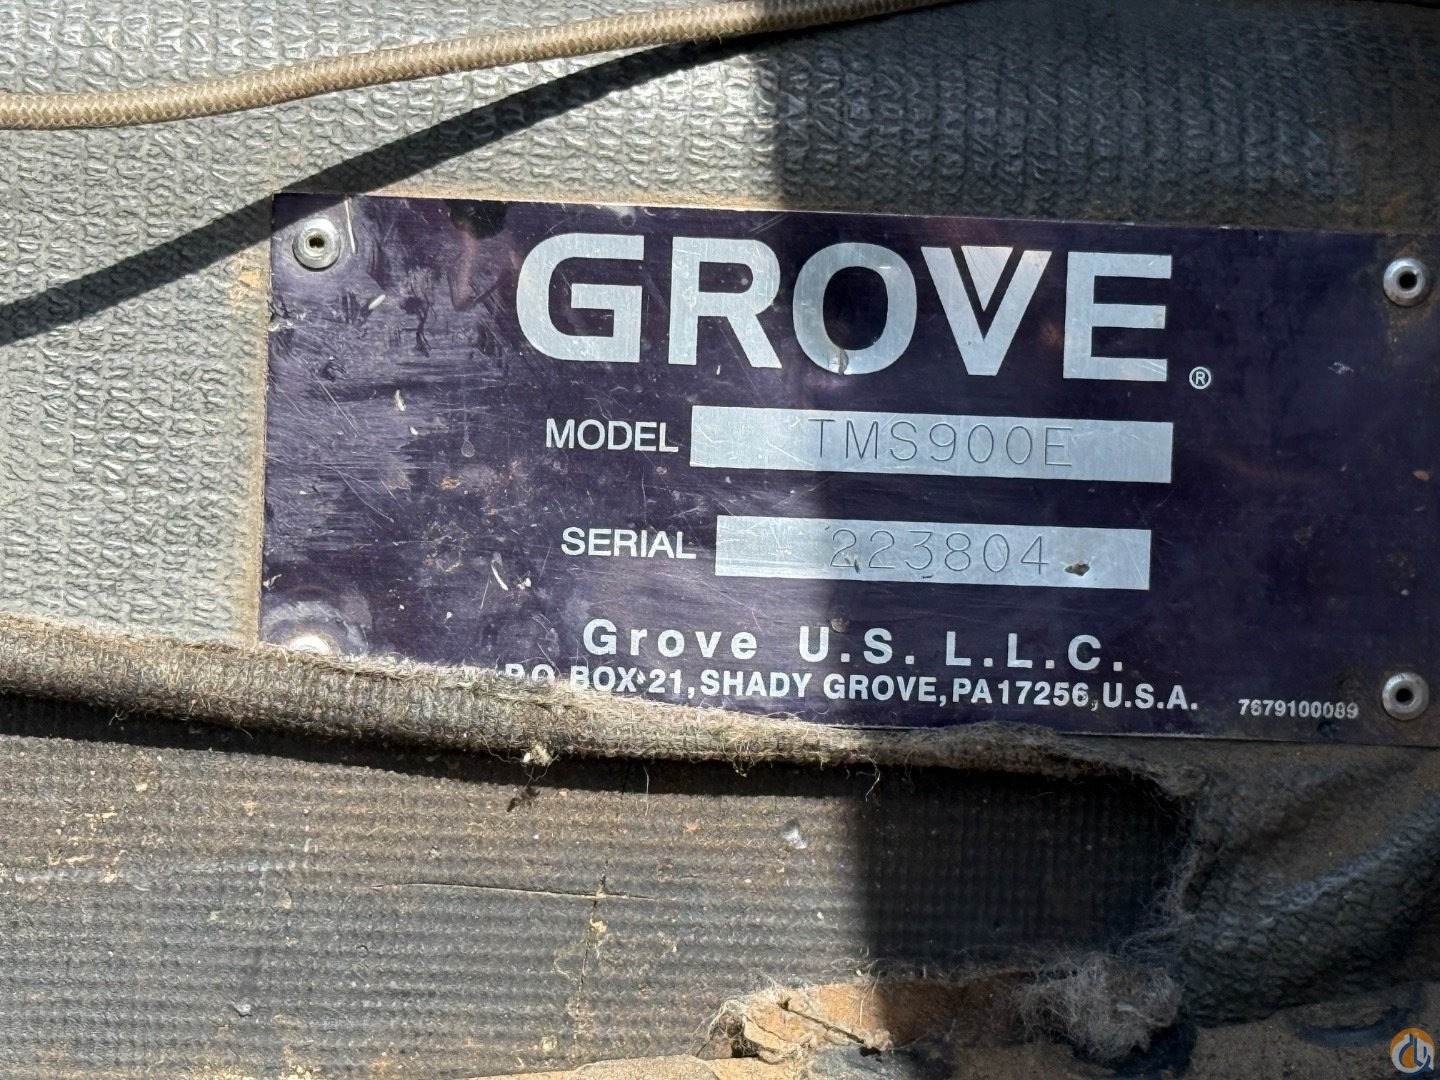 GROVE®
MODEL TMS900E
SERIAL 223804
Grove U.S. L.L.C.
P.O. BOX 21, SHADY GROVE, PA 17256, U.S.A.
7679100089